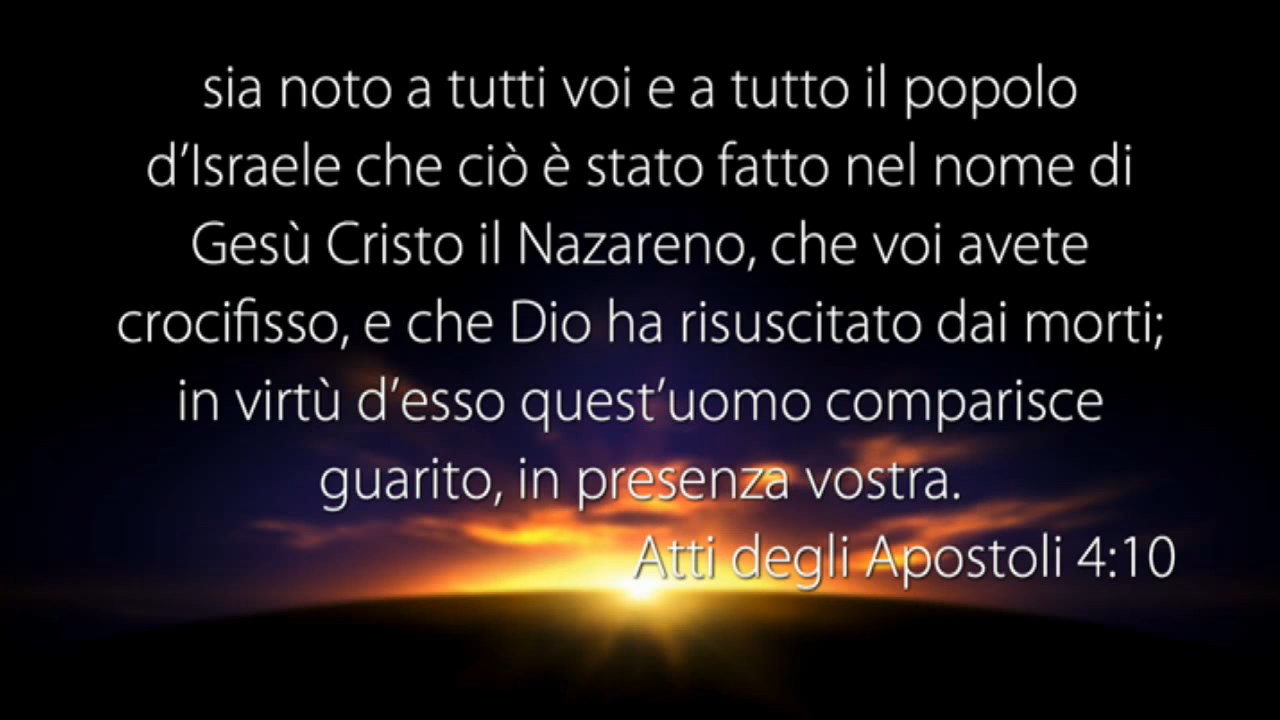 sia noto a tutti voi e a tutto il popolo
d’Israele che ciò è stato fatto nel nome di
Gesù Cristo il Nazareno, che voi avete
crocifisso, e che Dio ha risuscitato dai morti;
in virtù d’esso quest’uomo comparisce
guarito, in presenza vostra.
Atti degli Apostoli 4:10